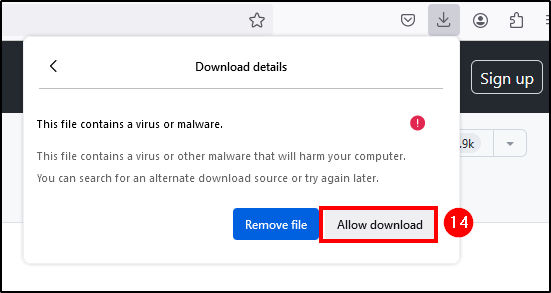 Download details
Sign up
This file contains a virus or malware.
.9k
This file contains a virus or other malware that will harm your computer.
You can search for an alternate download source or try again later.
Remove file
Allow download
14